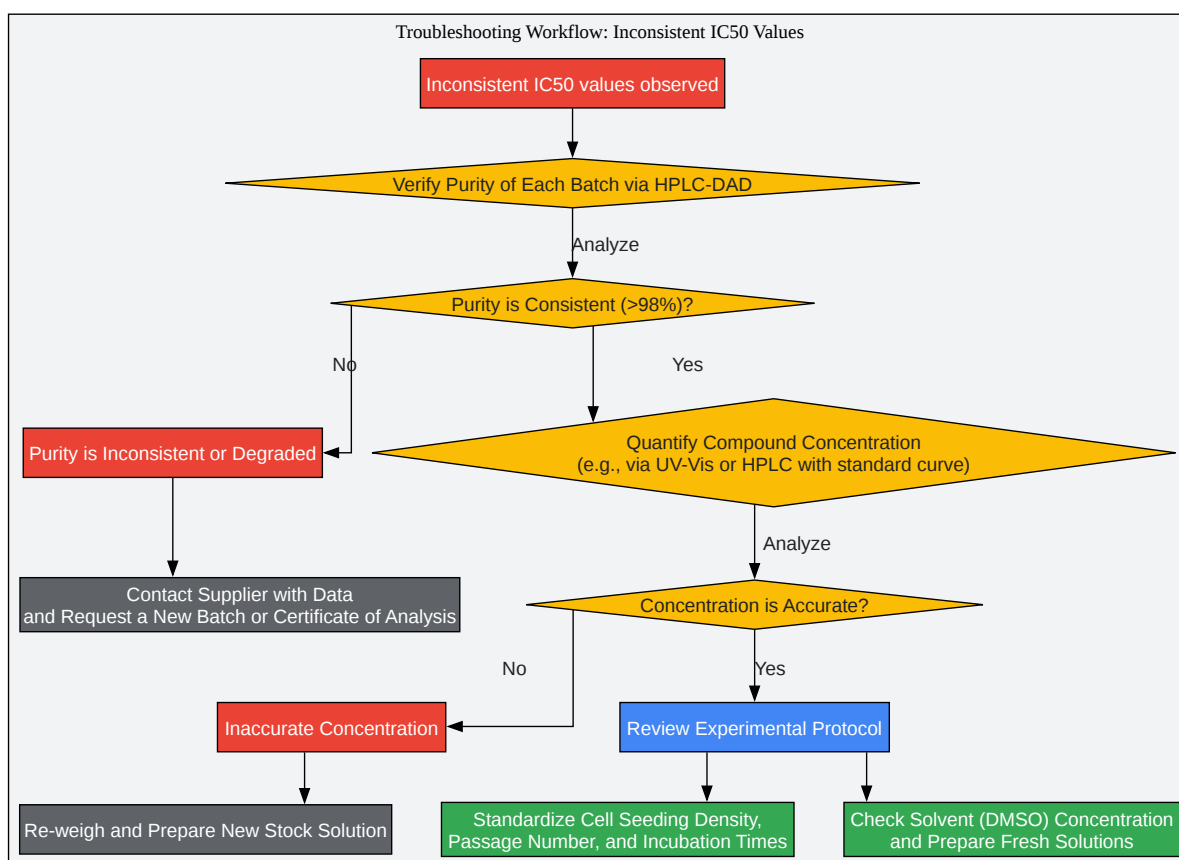 Troubleshooting Workflow: Inconsistent IC50 Values
Inconsistent IC50 values observed
Verify Purity of Each Batch via HPLC-DAD
Analyze
Purity is Consistent (>98%)?
No
Yes
Purity is Inconsistent or Degraded
Quantify Compound Concentration
(e.g., via UV-Vis or HPLC with standard curve)
Analyze
Contact Supplier with Data
and Request a New Batch or Certificate of Analysis
Concentration is Accurate?
No
Yes
Inaccurate Concentration
Review Experimental Protocol
Re-weigh and Prepare New Stock Solution
Standardize Cell Seeding Density,
Passage Number, and Incubation Times
Check Solvent (DMSO) Concentration
and Prepare Fresh Solutions